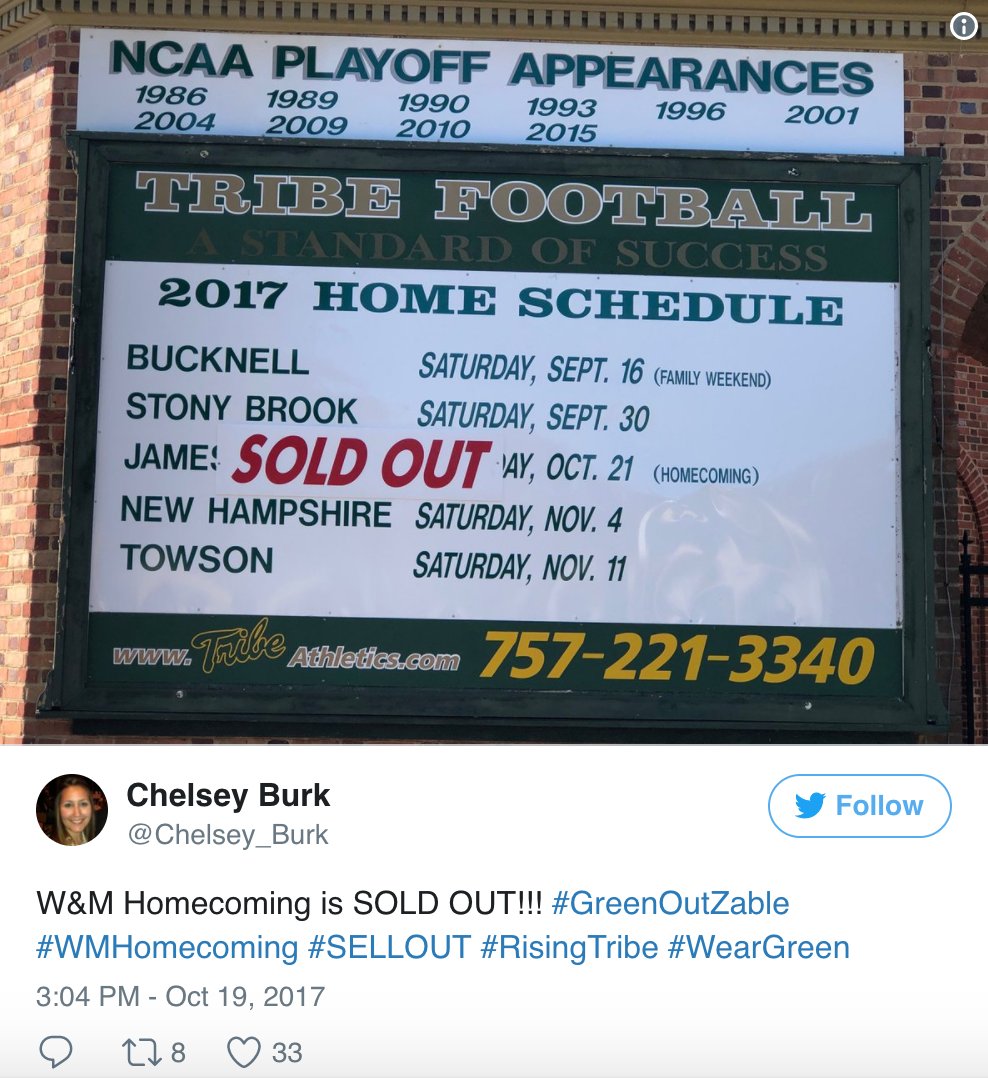 NCAA PLAYOFF APPEARANCES
1986 1989 1990 1993 1996 2001
2004 2009 2010 2015
TRIBE FOOTBALL
A STANDARD OF SUCCESS
2017 HOME SCHEDULE
BUCKNELL SATURDAY, SEPT. 16 (FAMILY WEEKEND)
STONY BROOK SATURDAY, SEPT. 30
JAMES SOLD OUT AY, OCT. 21 (HOMECOMING)
NEW HAMPSHIRE SATURDAY, NOV. 4
TOWSON SATURDAY, NOV. 11
www.TribeAthletics.com 757-221-3340
Chelsey Burk
@Chelsey_Burk
Follow
W&M Homecoming is SOLD OUT!!! #GreenOutZable
#WMHomecoming #SELLOUT #RisingTribe #WearGreen
3:04 PM - Oct 19, 2017
8 33